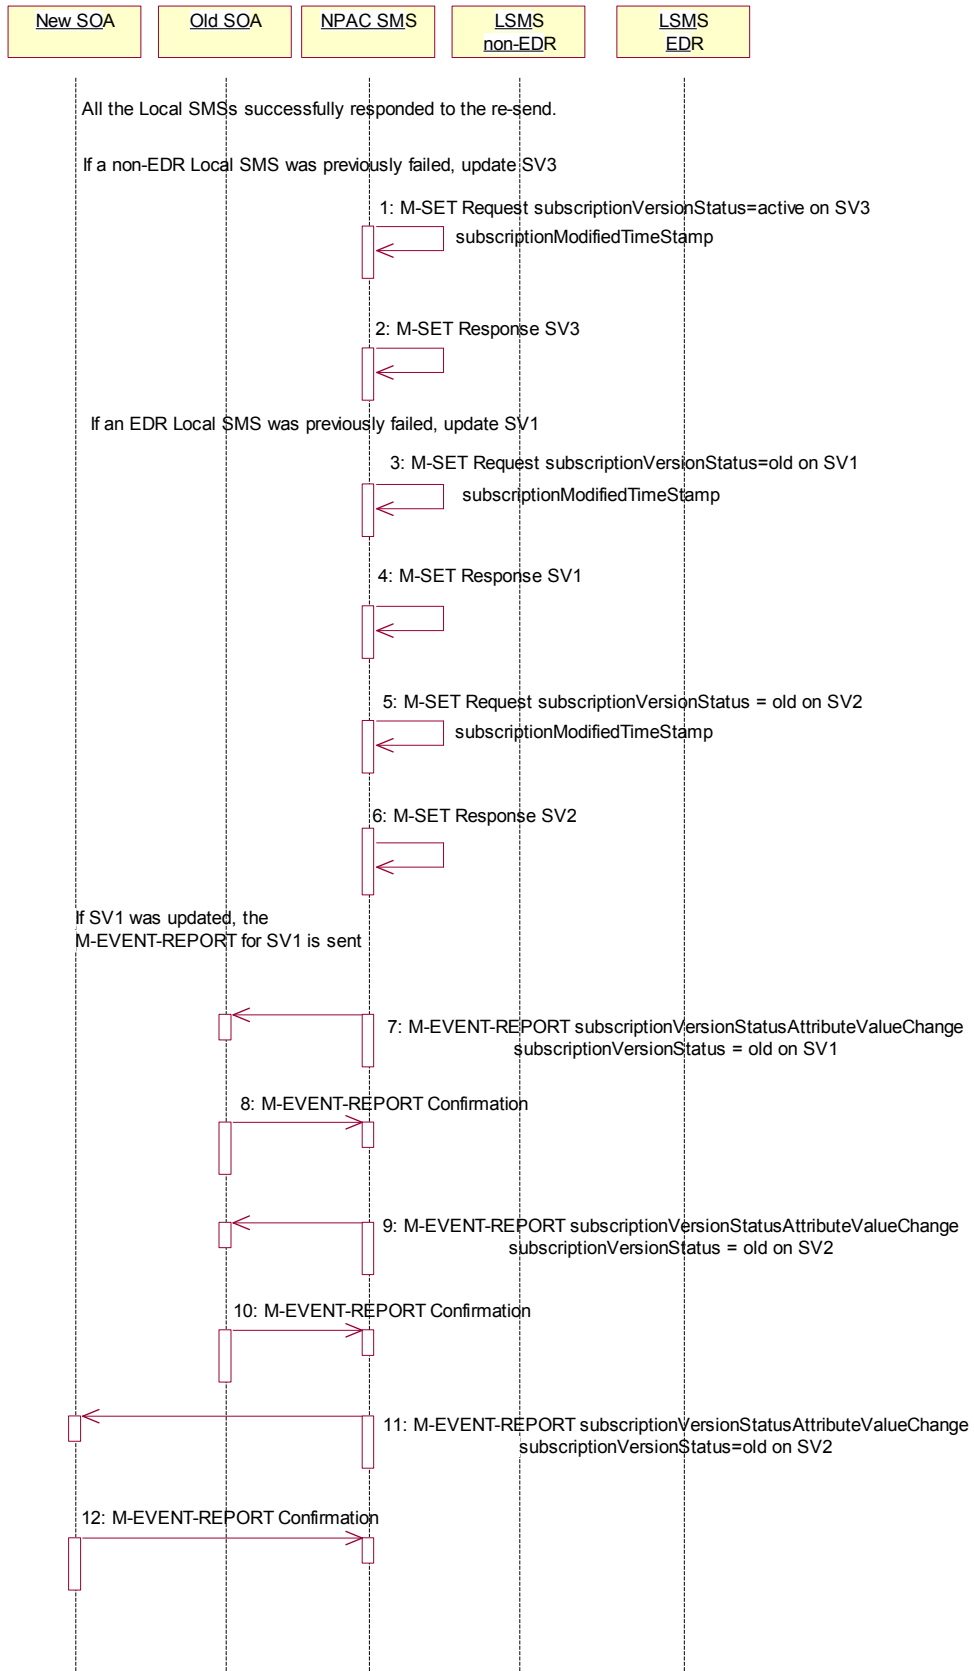 New SOA
Old SOA
NPAC SMS
LSMS
non-EDR
LSMS
EDR
All the Local SMSs successfully responded to the re-send.
If a non-EDR Local SMS was previously failed, update SV3
1: M-SET Request subscriptionVersionStatus=active on SV3
subscriptionModifiedTimeStamp
2: M-SET Response SV3
If an EDR Local SMS was previously failed, update SV1
3: M-SET Request subscriptionVersionStatus=old on SV1
subscriptionModifiedTimeStamp
4: M-SET Response SV1
5: M-SET Request subscriptionVersionStatus = old on SV2
subscriptionModifiedTimeStamp
6: M-SET Response SV2
If SV1 was updated, the
M-EVENT-REPORT for SV1 is sent
7: M-EVENT-REPORT subscriptionVersionStatusAttributeValueChange
subscriptionVersionStatus = old on SV1
8: M-EVENT-REPORT Confirmation
9: M-EVENT-REPORT subscriptionVersionStatusAttributeValueChange
subscriptionVersionStatus = old on SV2
10: M-EVENT-REPORT Confirmation
11: M-EVENT-REPORT subscriptionVersionStatusAttributeValueChange
subscriptionVersionStatus=old on SV2
12: M-EVENT-REPORT Confirmation